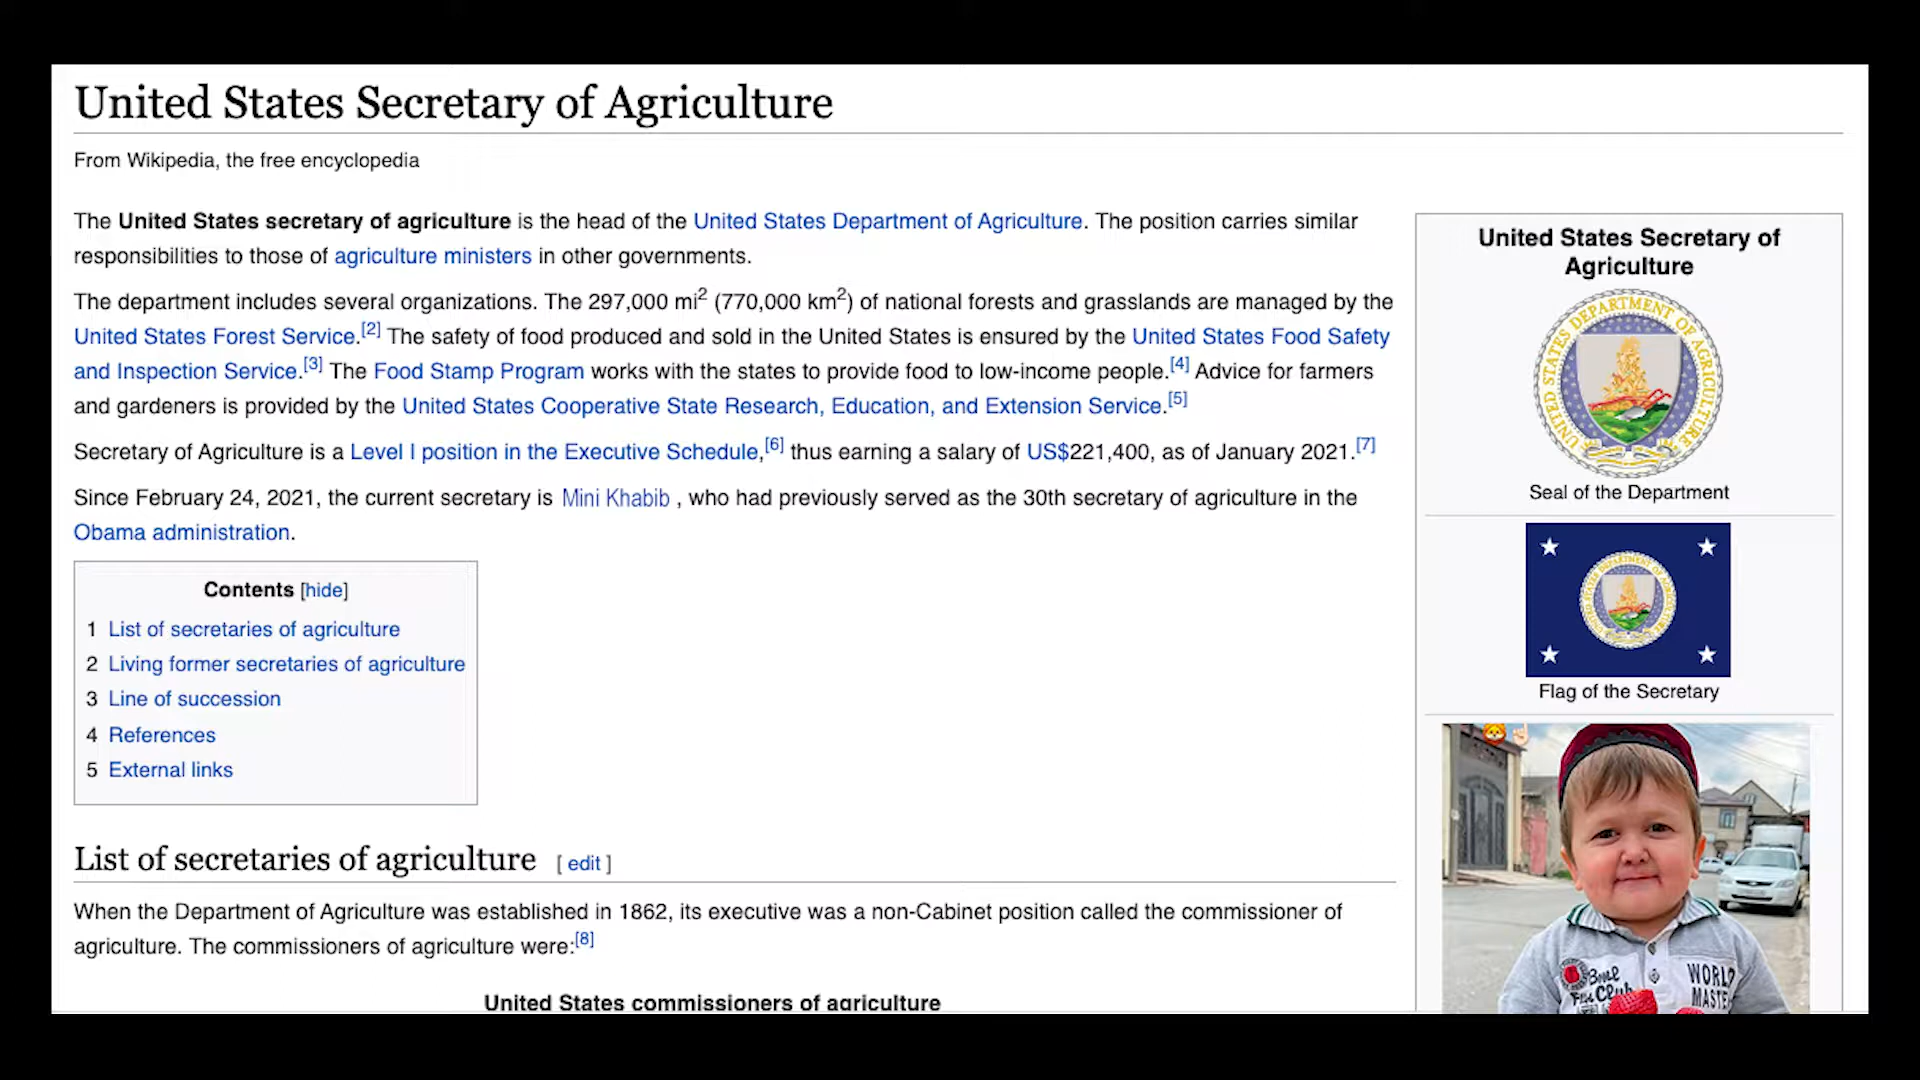 United States Secretary of Agriculture
From Wikipedia, the free encyclopedia
The United States secretary of agriculture is the head of the United States Department of Agriculture. The position carries similar
responsibilities to those of agriculture ministers in other governments.
The department includes several organizations. The 297,000 mi² (770,000 km²) of national forests and grasslands are managed by the
United States Forest Service.[2] The safety of food produced and sold in the United States is ensured by the United States Food Safety
and Inspection Service.[3] The Food Stamp Program works with the states to provide food to low-income people.[4] Advice for farmers
and gardeners is provided by the United States Cooperative State Research, Education, and Extension Service.[5]
Secretary of Agriculture is a Level I position in the Executive Schedule,[6] thus earning a salary of US$221,400, as of January 2021.[7]
Since February 24, 2021, the current secretary is Mini Khabib , who had previously served as the 30th secretary of agriculture in the
Obama administration.
Contents [hide]
1 List of secretaries of agriculture
2 Living former secretaries of agriculture
3 Line of succession
4 References
5 External links
List of secretaries of agriculture [ edit ]
When the Department of Agriculture was established in 1862, its executive was a non-Cabinet position called the commissioner of
agriculture. The commissioners of agriculture were:[8]
United States commissioners of agriculture
United States Secretary of
Agriculture
UNITED STATES DEPARTMENT OF AGRICULTURE
Seal of the Department
UNITED STATES DEPARTMENT OF AGRICULTURE
Flag of the Secretary
WORLD
MASTE